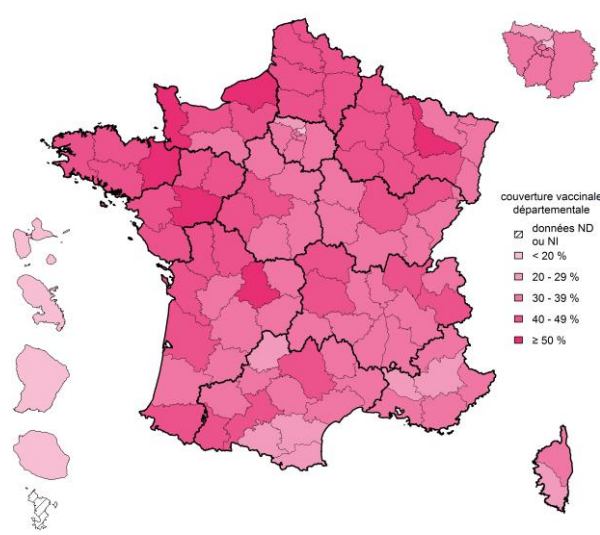 couverture vaccinale
départementale
données ND
ou NI
< 20 %
20 - 29 %
30 - 39 %
40 - 49 %
≥ 50 %